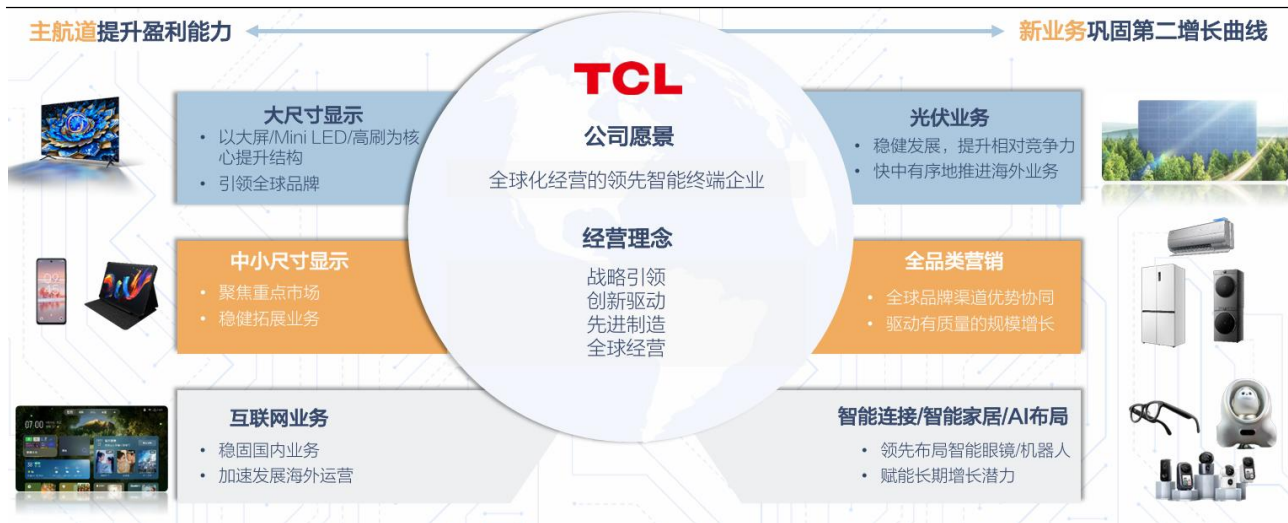 主航道提升盈利能力
新业务巩固第二增长曲线
TCL
公司愿景
全球化经营的领先智能终端企业
经营理念
战略引领
创新驱动
先进制造
全球经营
大尺寸显示
• 以大屏/Mini LED/高刷为核
心提升结构
• 引领全球品牌
中小尺寸显示
• 聚焦重点市场
• 稳健拓展业务
互联网业务
• 稳固国内业务
• 加速发展海外运营
光伏业务
• 稳健发展，提升相对竞争力
• 快中有序地推进海外业务
全品类营销
• 全球品牌渠道优势协同
• 驱动有质量的规模增长
智能连接/智能家居/AI布局
• 领先布局智能眼镜/机器人
• 赋能长期增长潜力
07:00